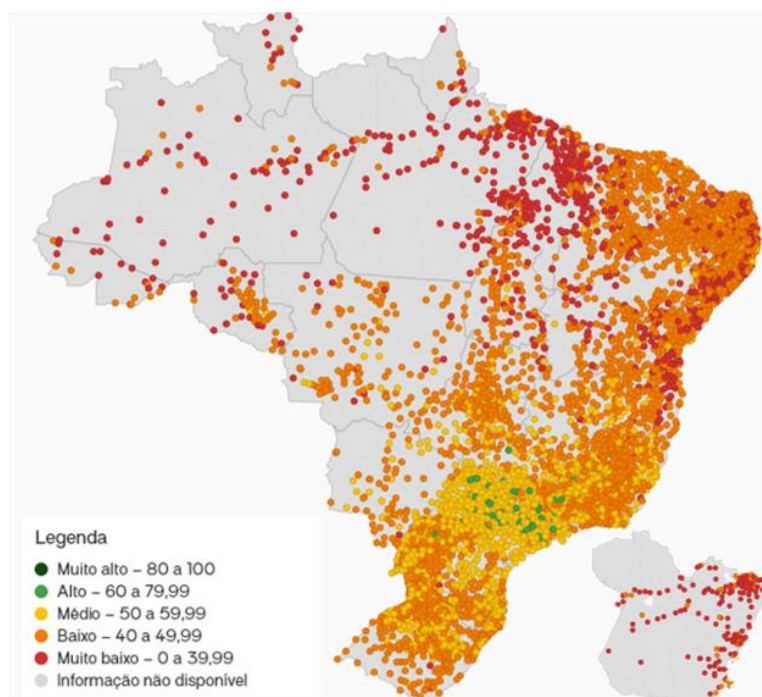 Legenda
Muito alto – 80 a 100
Alto – 60 a 79,99
Médio – 50 a 59,99
Baixo – 40 a 49,99
Muito baixo – 0 a 39,99
Informação não disponível